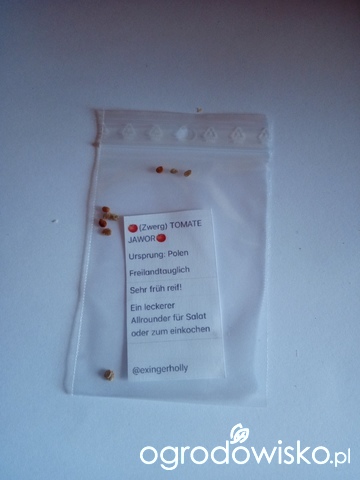 🍅(Zwerg) TOMATE
JAWOR🍅
Ursprung: Polen
Freilandtauglich
Sehr früh reif!
Ein leckerer
Allrounder für Salat
oder zum einkochen
@exingerholly
ogrodowisko.pl